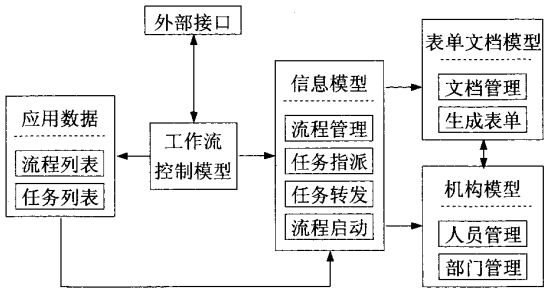 外部接口
应用数据
流程列表
任务列表
工作流
控制模型
信息模型
流程管理
任务指派
任务转发
流程启动
表单文档模型
文档管理
生成表单
机构模型
人员管理
部门管理